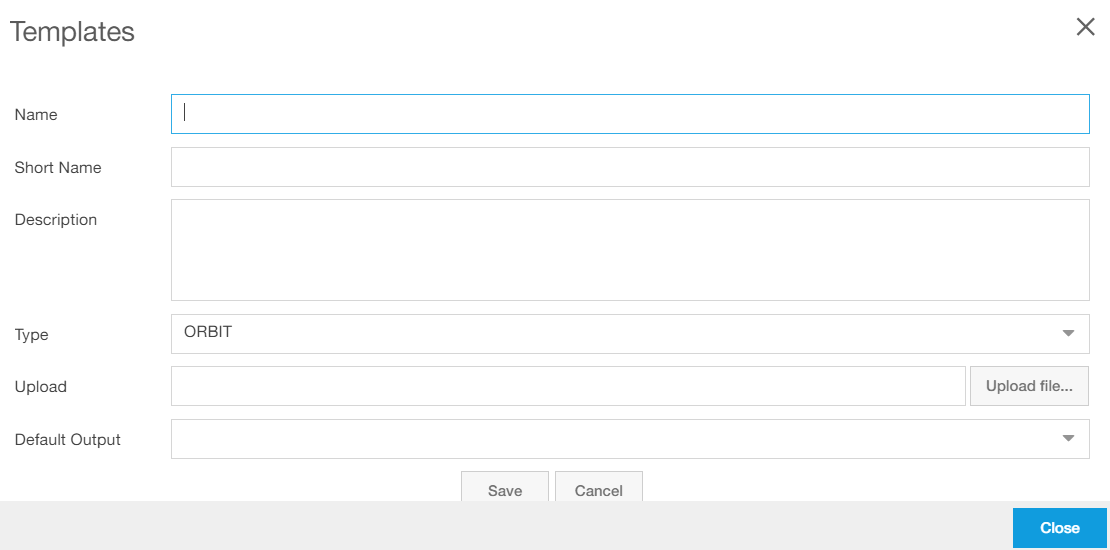 Templates
Name
Short Name
Description
Type ORBIT
Upload Upload file...
Default Output
Save Cancel
Close